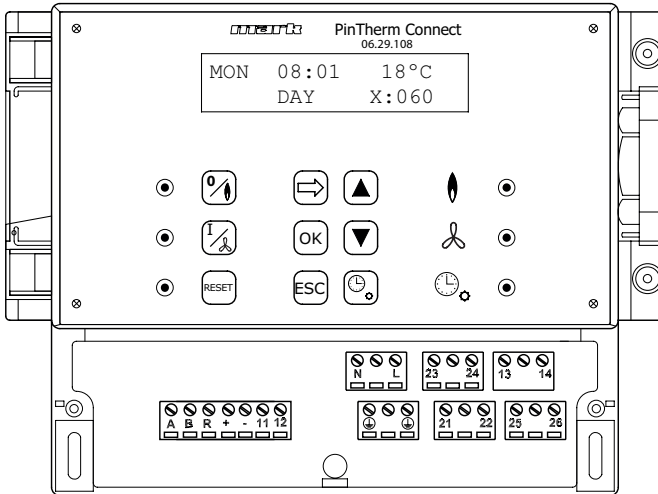 mark PinTherm Connect
06.29.108
MON 08:01 18°C
DAY X:060
0/
I/
OK
RESET
ESC
N L 23 24 13 14
A B R + - 11 12
21 22 25 26